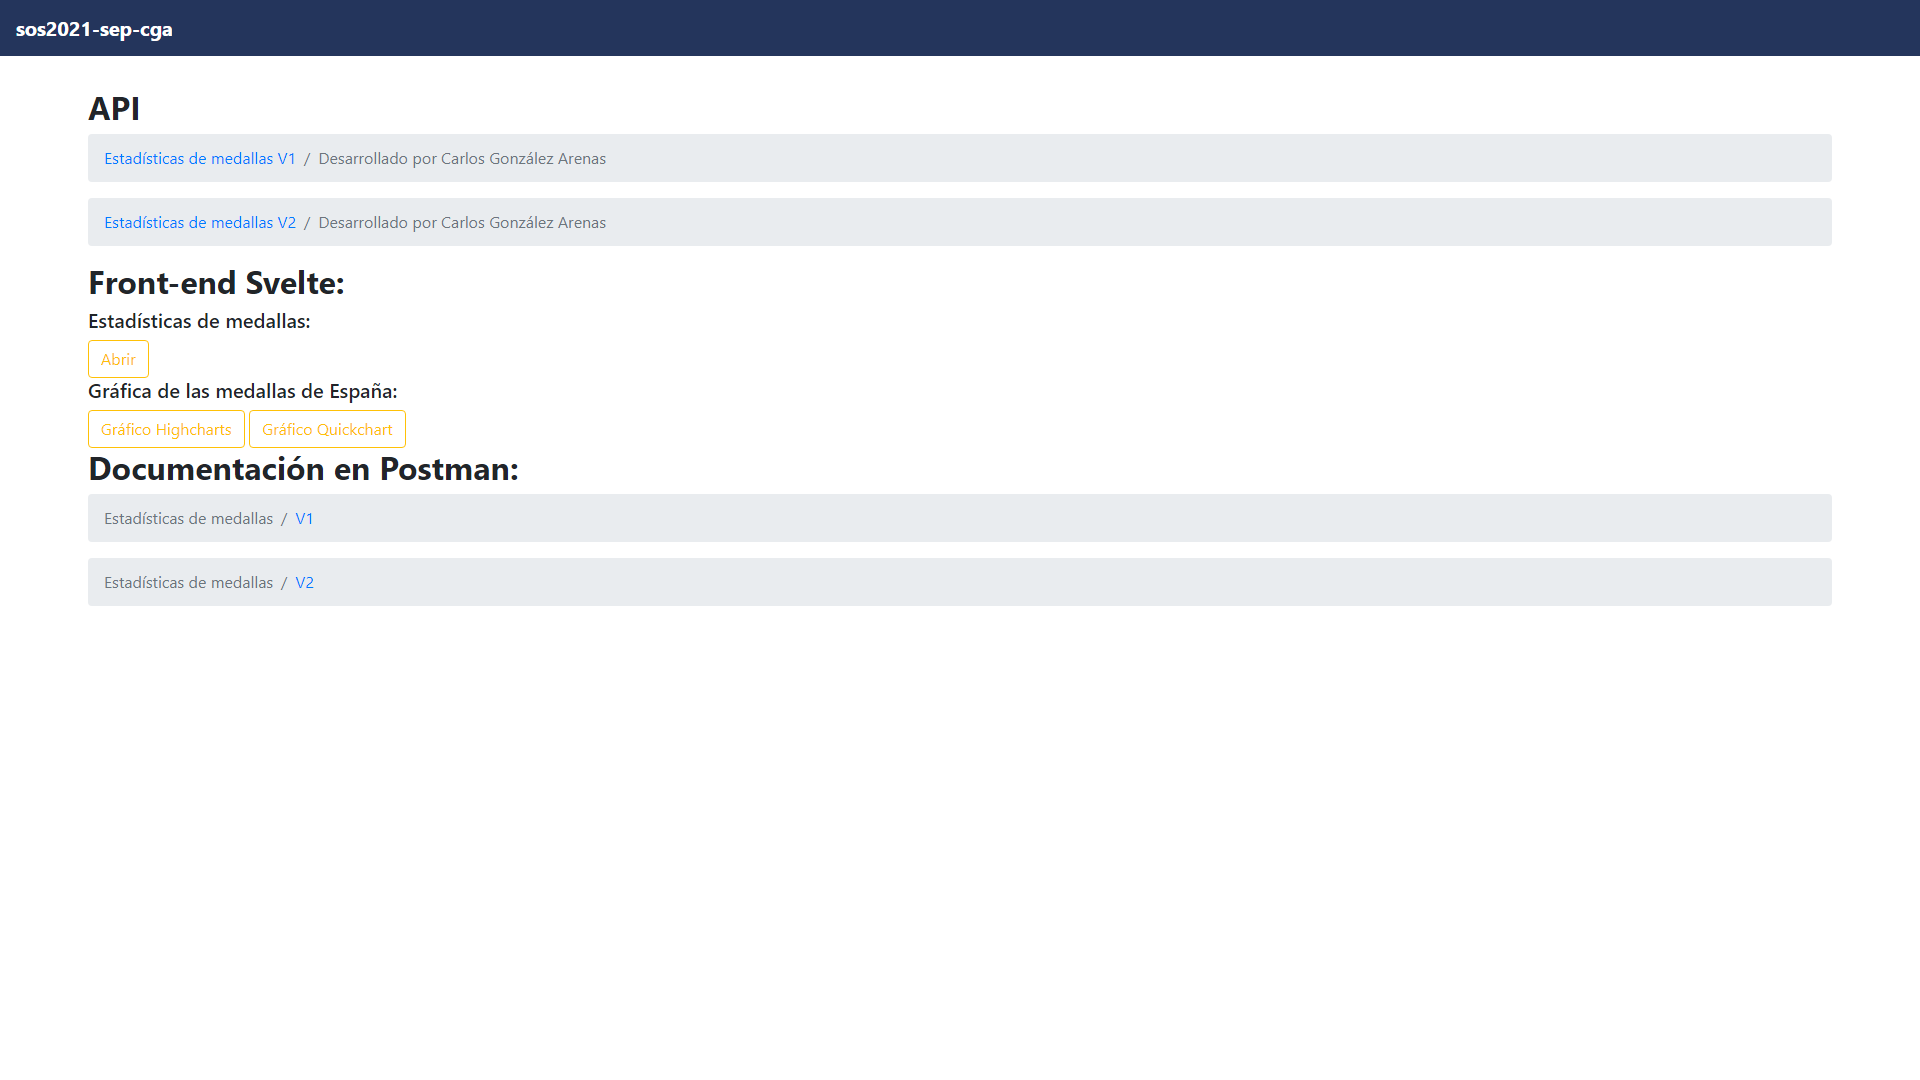 sos2021-sep-cga
API
Estadísticas de medallas V1 / Desarrollado por Carlos González Arenas
Estadísticas de medallas V2 / Desarrollado por Carlos González Arenas
Front-end Svelte:
Estadísticas de medallas:
Abrir
Gráfica de las medallas de España:
Gráfico Highcharts Gráfico Quickchart
Documentación en Postman:
Estadísticas de medallas / V1
Estadísticas de medallas / V2